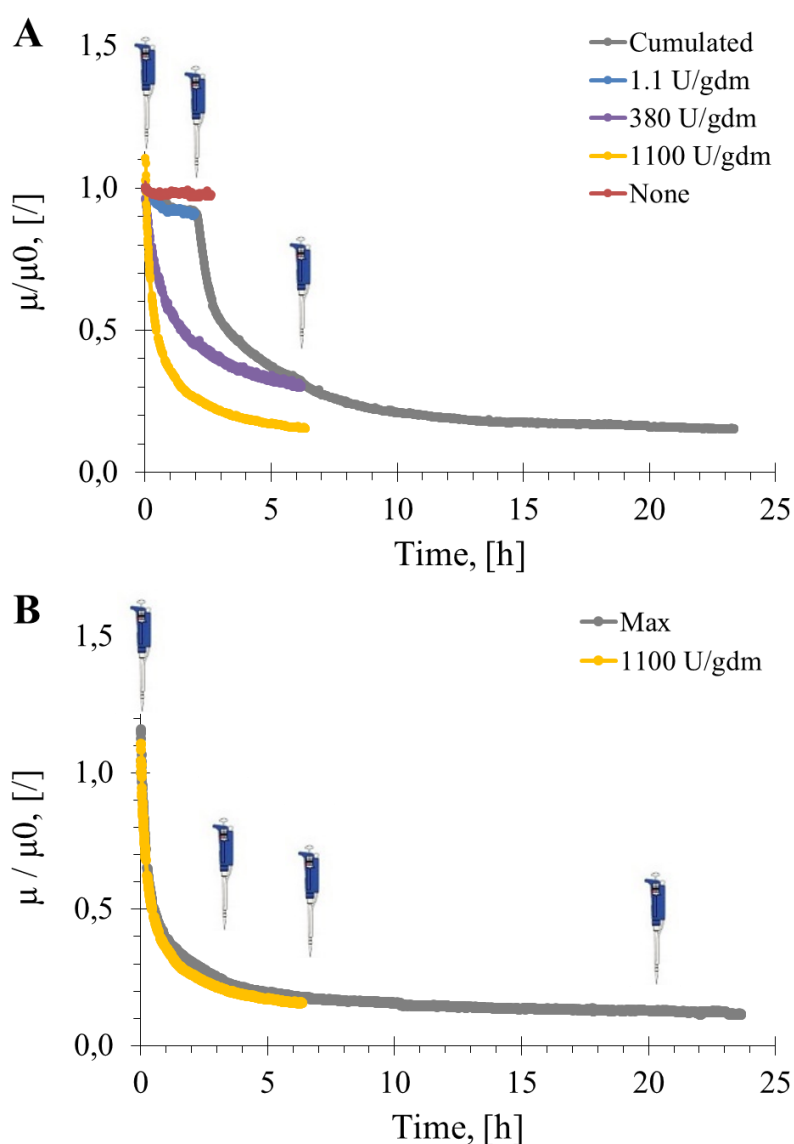 A
1,5
1,0
0,5
0,0
μ/μ0, [/]
Cumulated
1.1 U/gdm
380 U/gdm
1100 U/gdm
None
0 5 10 15 20 25
Time, [h]
B
1,5
1,0
0,5
0,0
μ / μ0, [/]
Max
1100 U/gdm
0 5 10 15 20 25
Time, [h]